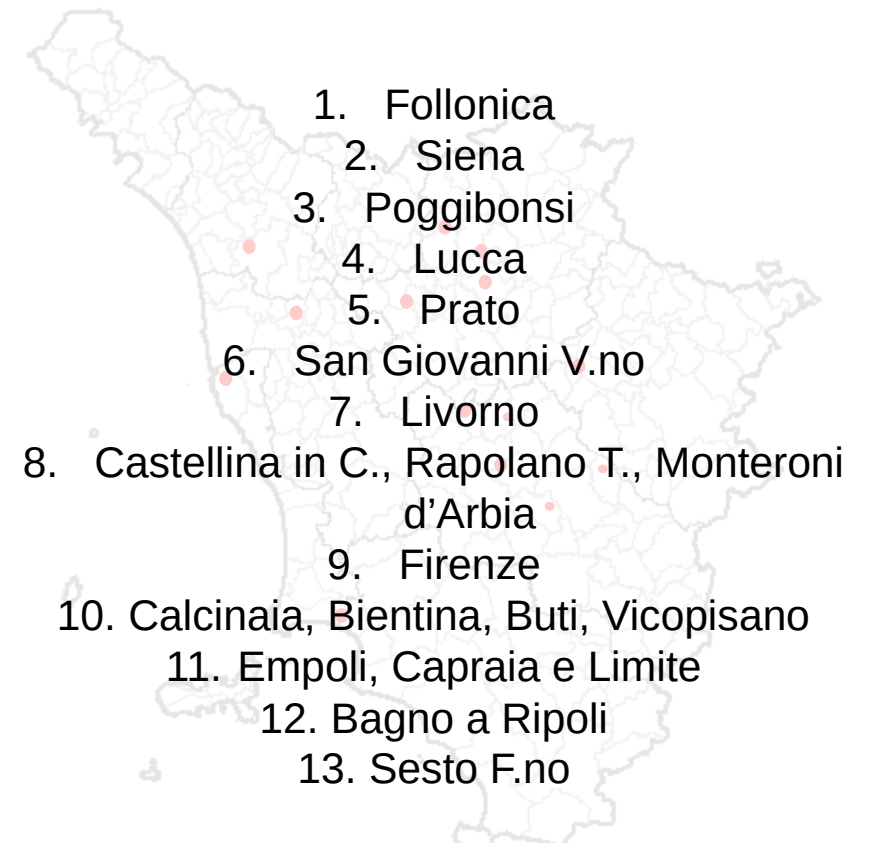 1. Follonica
2. Siena
3. Poggibonsi
4. Lucca
5. Prato
6. San Giovanni V.no
7. Livorno
8. Castellina in C., Rapolano T., Monteroni
d’Arbia
9. Firenze
10. Calcinaia, Bientina, Buti, Vicopisano
11. Empoli, Capraia e Limite
12. Bagno a Ripoli
13. Sesto F.no